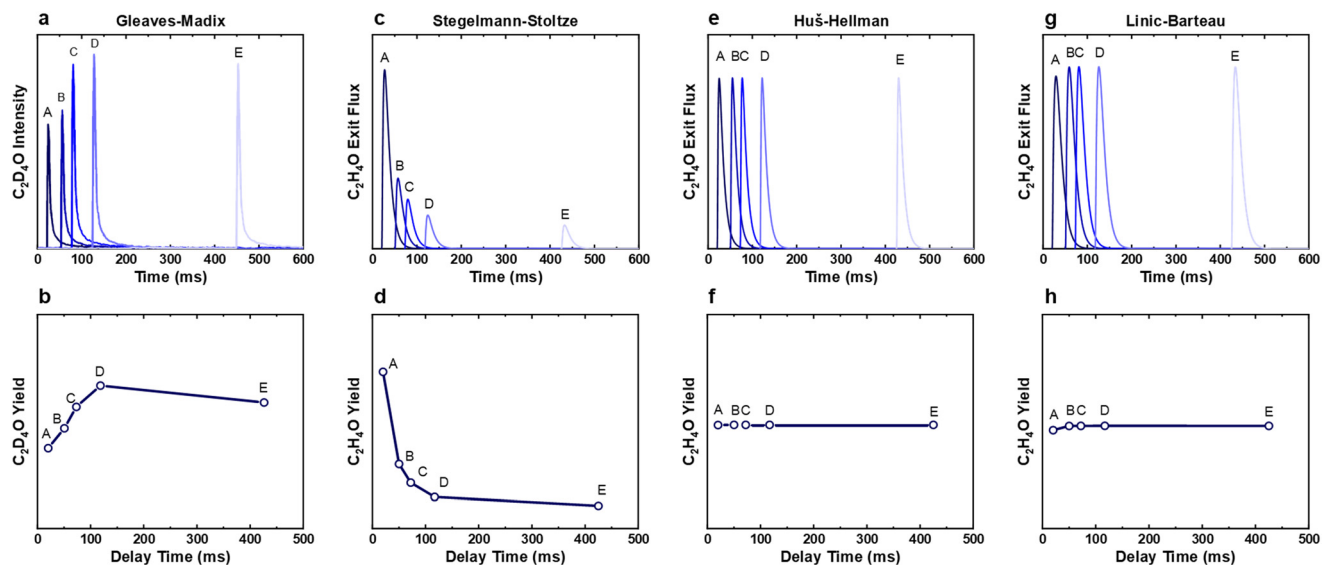 a Gleaves-Madix
C₂D₄O Intensity
A B C D E
0 100 200 300 400 500 600
Time (ms)
c Stegelmann-Stoltze
C₂H₄O Exit Flux
A B C D E
0 100 200 300 400 500 600
Time (ms)
e Huš-Hellman
C₂H₄O Exit Flux
A BC D E
0 100 200 300 400 500 600
Time (ms)
g Linic-Barteau
C₂H₄O Exit Flux
A BC D E
0 100 200 300 400 500 600
Time (ms)
b
C₂D₄O Yield
A B C D E
0 100 200 300 400 500
Delay Time (ms)
d
C₂H₄O Yield
A B C D E
0 100 200 300 400 500
Delay Time (ms)
f
C₂H₄O Yield
A B C D E
0 100 200 300 400 500
Delay Time (ms)
h
C₂H₄O Yield
A B C D E
0 100 200 300 400 500
Delay Time (ms)